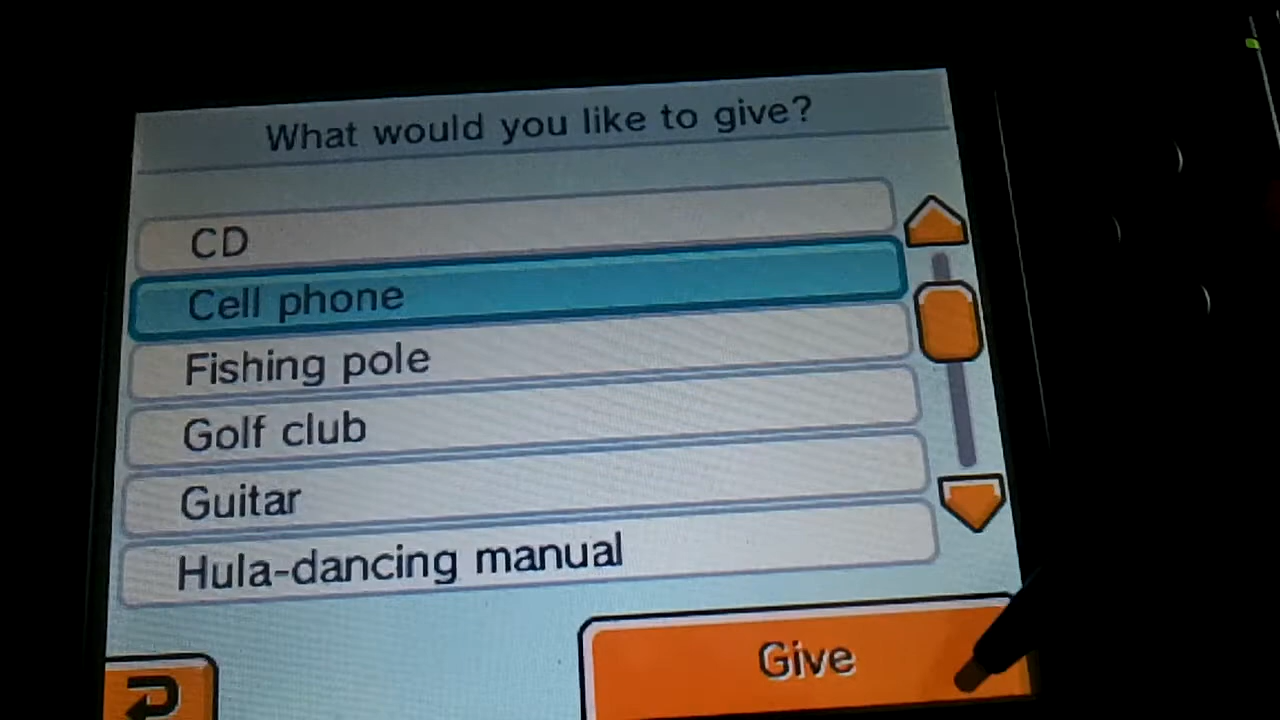 What would you like to give?
CD
Cell phone
Fishing pole
Golf club
Guitar
Hula-dancing manual
Give